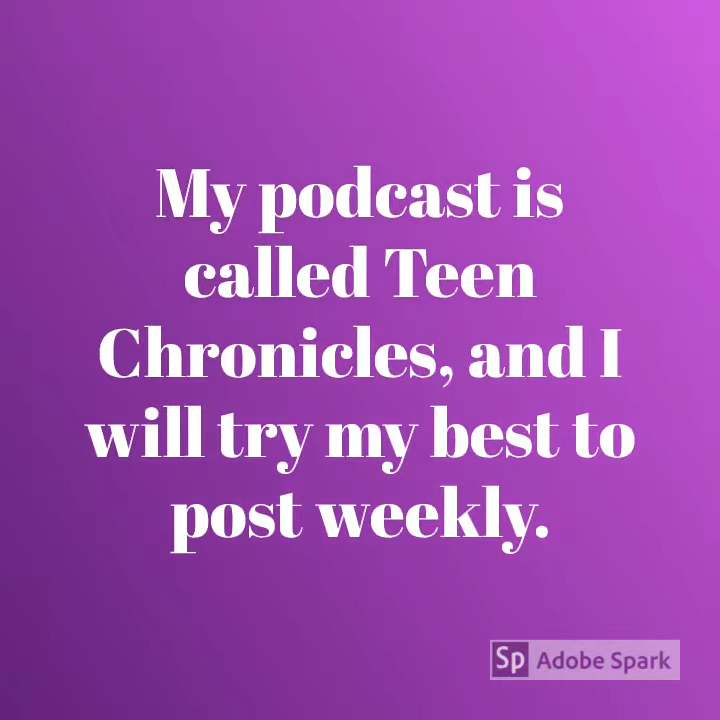 My podcast is
called Teen
Chronicles, and I
will try my best to
post weekly.
Sp Adobe Spark